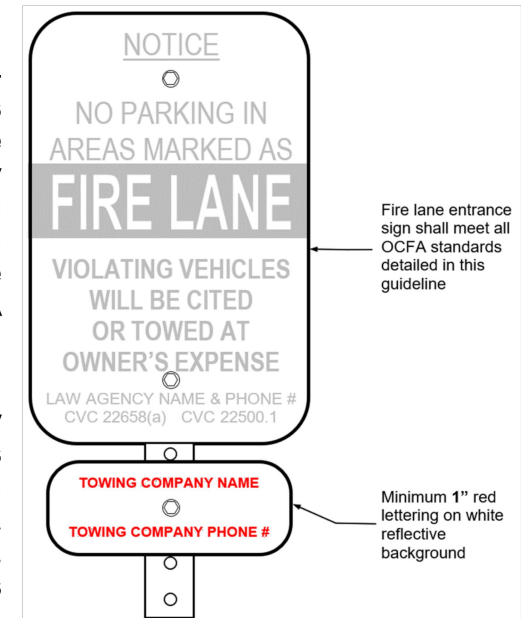 NOTICE
NO PARKING IN
AREAS MARKED AS
FIRE LANE
VIOLATING VEHICLES
WILL BE CITED
OR TOWED AT
OWNER'S EXPENSE
LAW AGENCY NAME & PHONE #
CVC 22658(a) CVC 22500.1
TOWING COMPANY NAME
TOWING COMPANY PHONE #
Fire lane entrance
sign shall meet all
OCFA standards
detailed in this
guideline
Minimum 1” red
lettering on white
reflective
background